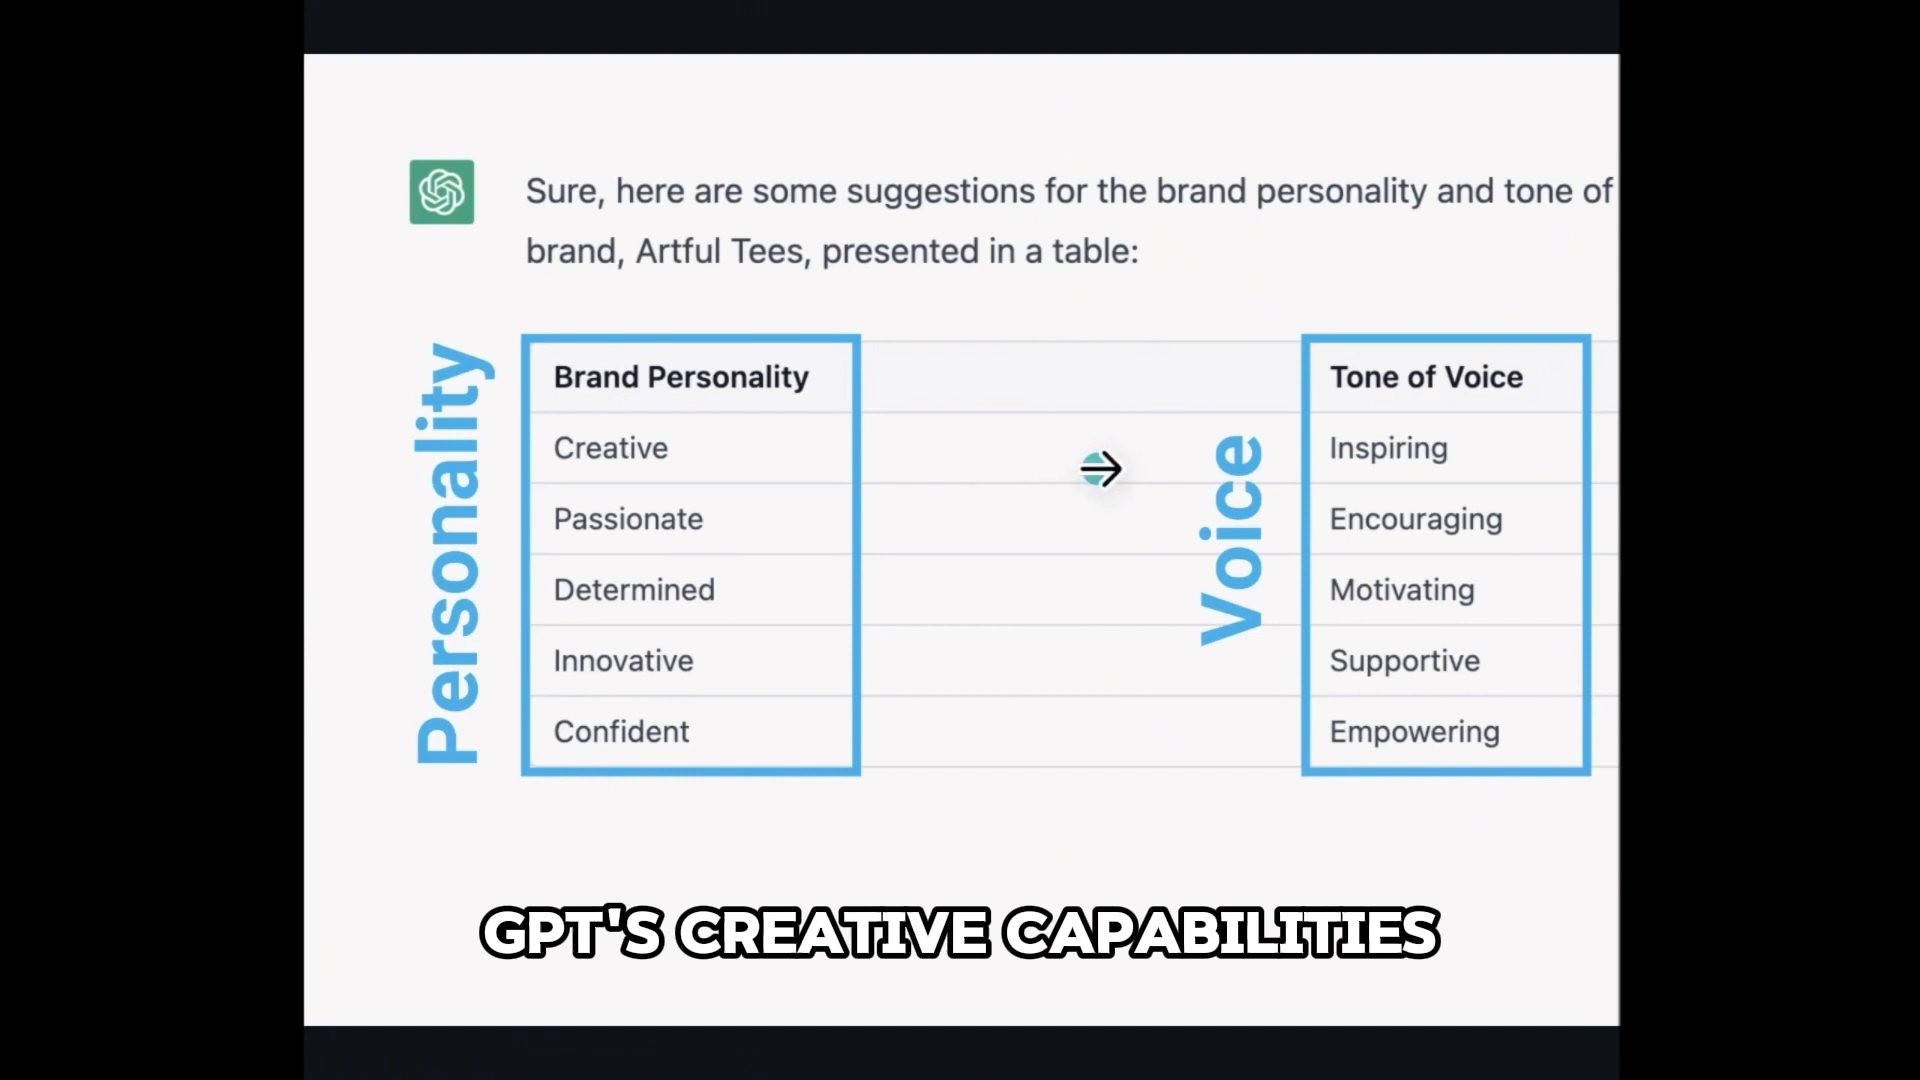 Sure, here are some suggestions for the brand personality and tone of
brand, Artful Tees, presented in a table:
Personality
Brand Personality
Creative
Passionate
Determined
Innovative
Confident
Voice
Tone of Voice
Inspiring
Encouraging
Motivating
Supportive
Empowering
GPT'S CREATIVE CAPABILITIES